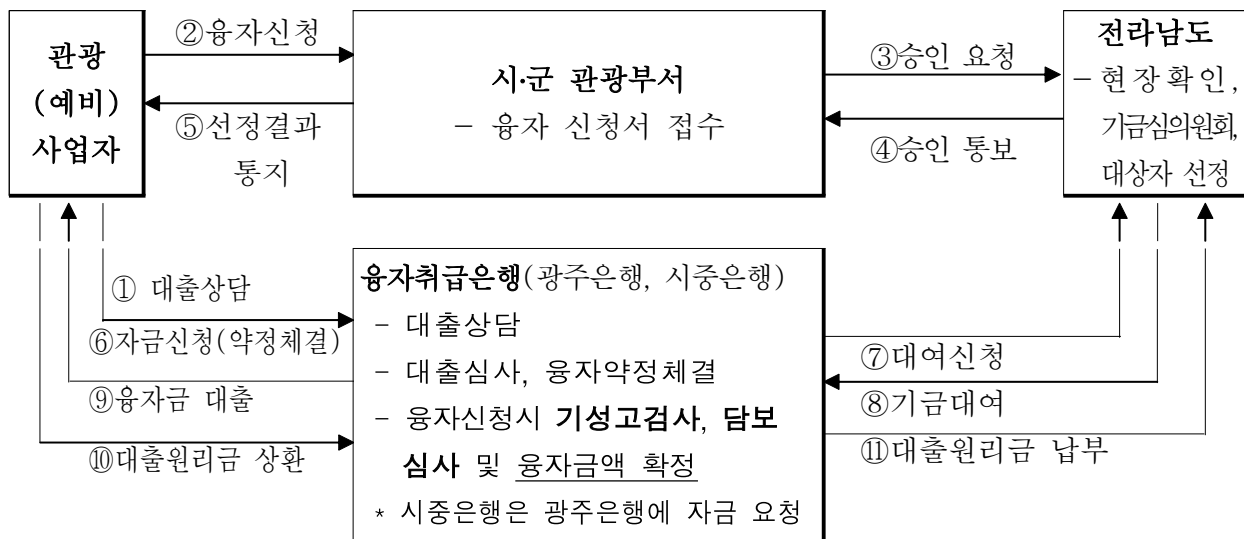 관광
(예비)
사업자
②융자신청
⑤선정결과
통지
시·군 관광부서
- 융자 신청서 접수
③승인 요청
④승인 통보
전라남도
- 현장확인,
기금심의원회,
대상자 선정
① 대출상담
⑥자금신청(약정체결)
⑨융자금 대출
⑩대출원리금 상환
융자취급은행(광주은행, 시중은행)
- 대출상담
- 대출심사, 융자약정체결
- 융자신청시 기성고검사, 담보
심사 및 융자금액 확정
* 시중은행은 광주은행에 자금 요청
⑦대여신청
⑧기금대여
⑪대출원리금 납부